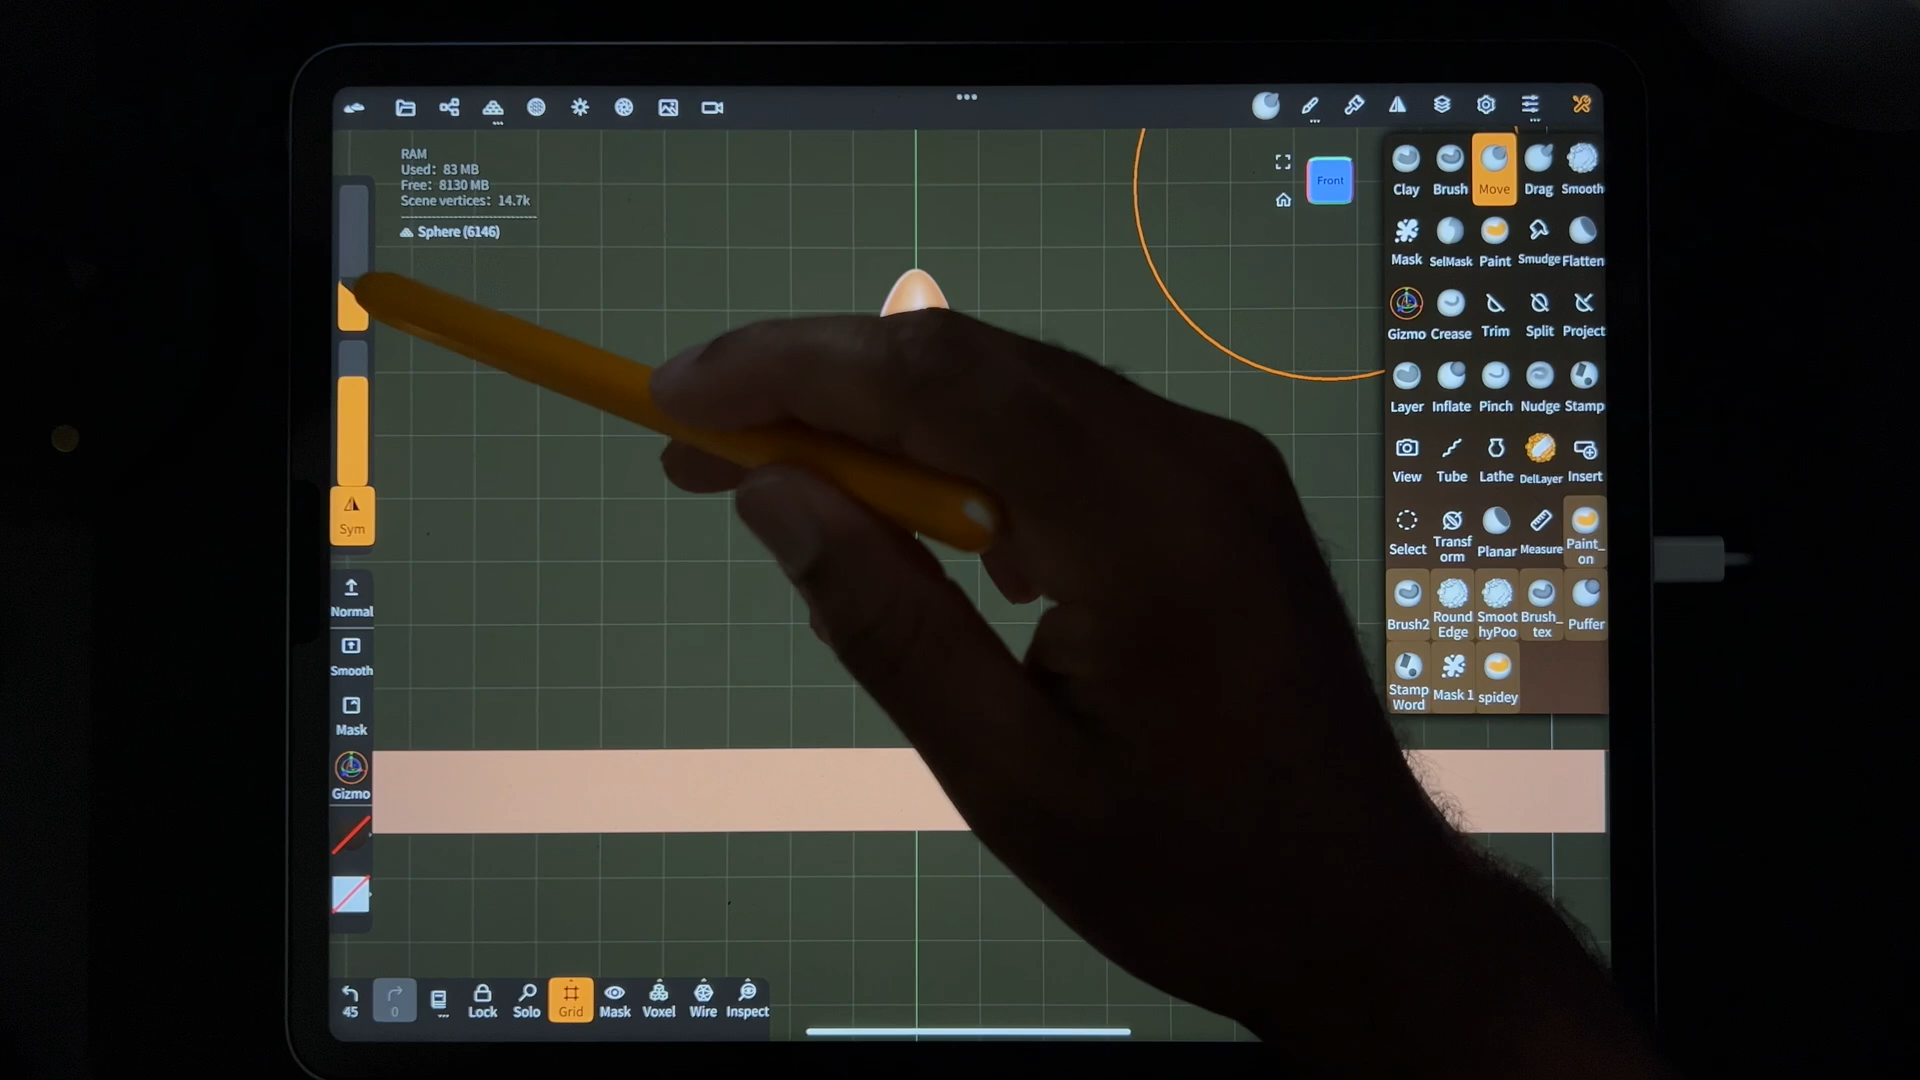 RAM
Used: 83 MB
Free: 8130 MB
Scene vertices: 14.7k
Sphere (6146)
Front
Clay Brush Move Drag Smooth
Mask SelMask Paint Smudge Flatten
Gizmo Crease Trim Split Project
Layer Inflate Pinch Nudge Stamp
View Tube Lathe DelLayer Insert
Select Transf
orm Planar Measure Paint_
on
Brush2 Round
Edge Smoot
hyPoo Brush_
tex Puffer
Stamp
Word Mask 1 spidey
Sym
Normal
Smooth
Mask
Gizmo
45 0 Lock Solo Grid Mask Voxel Wire Inspect